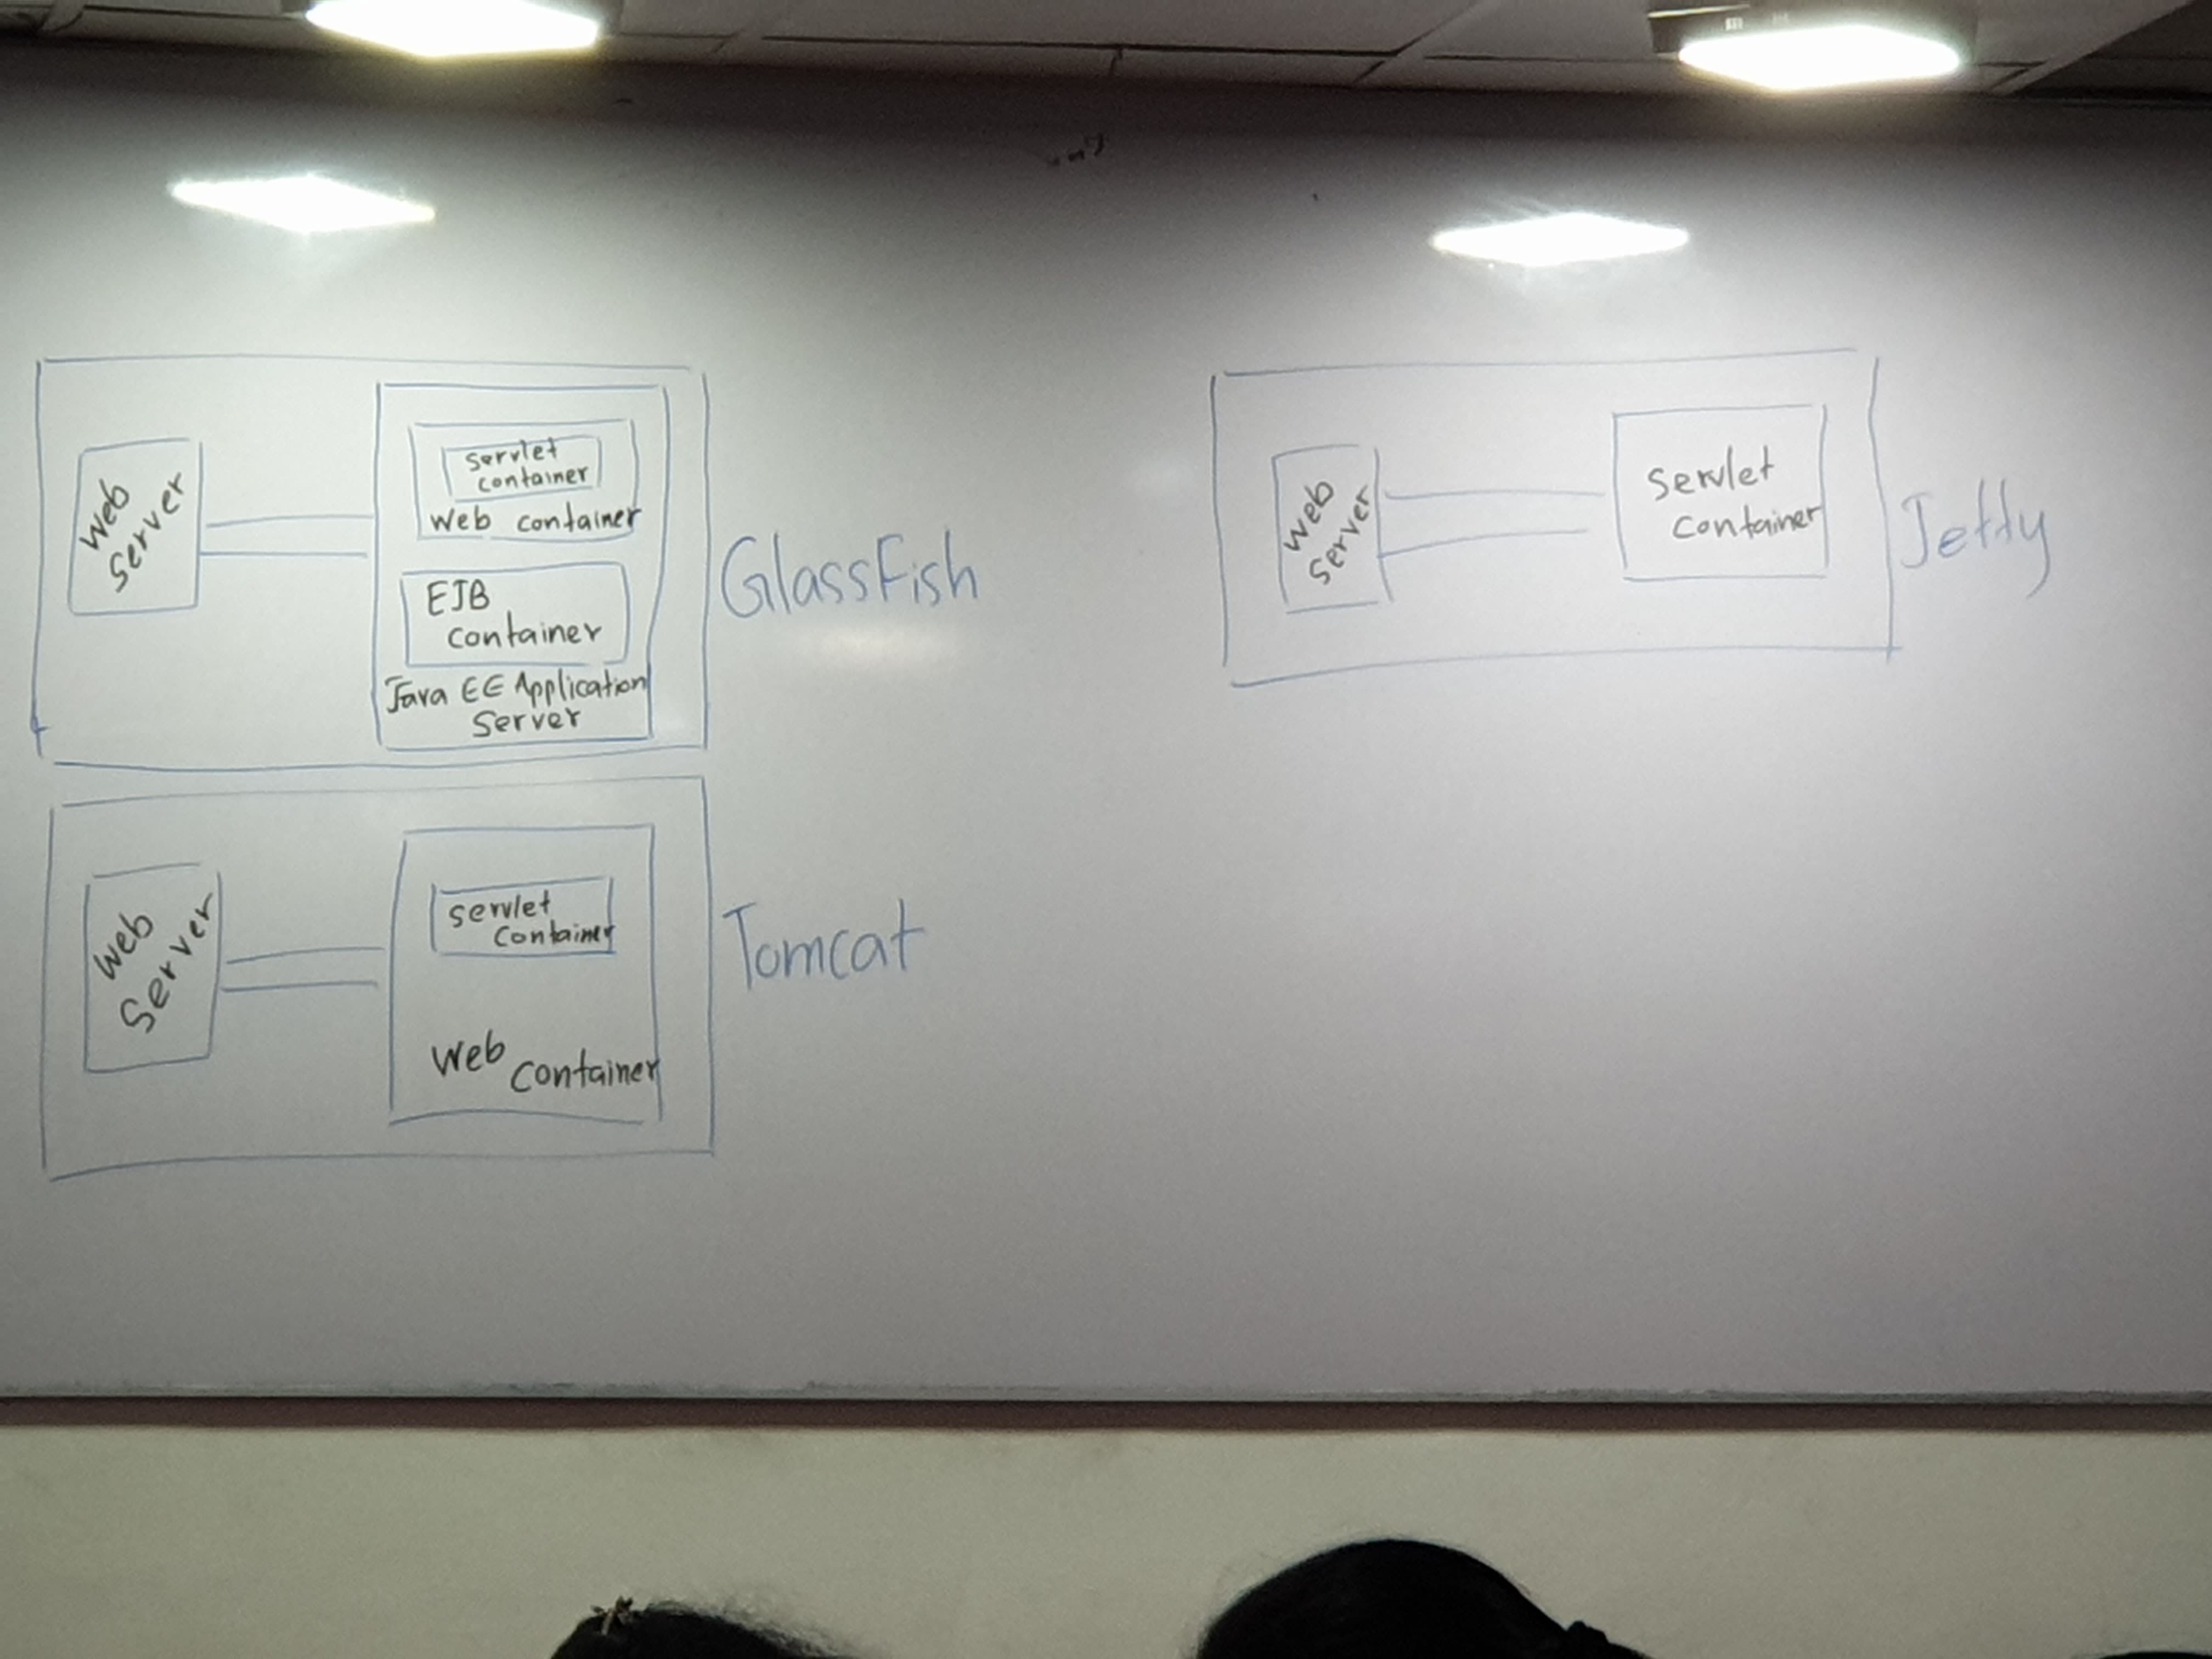 Web
Server
Servlet
container
Web container
EJB
container
Java EE Application
Server
GlassFish
Web
Server
Servlet
Container
Web
Container
Tomcat
Web
Server
Servlet
Container
Jetty